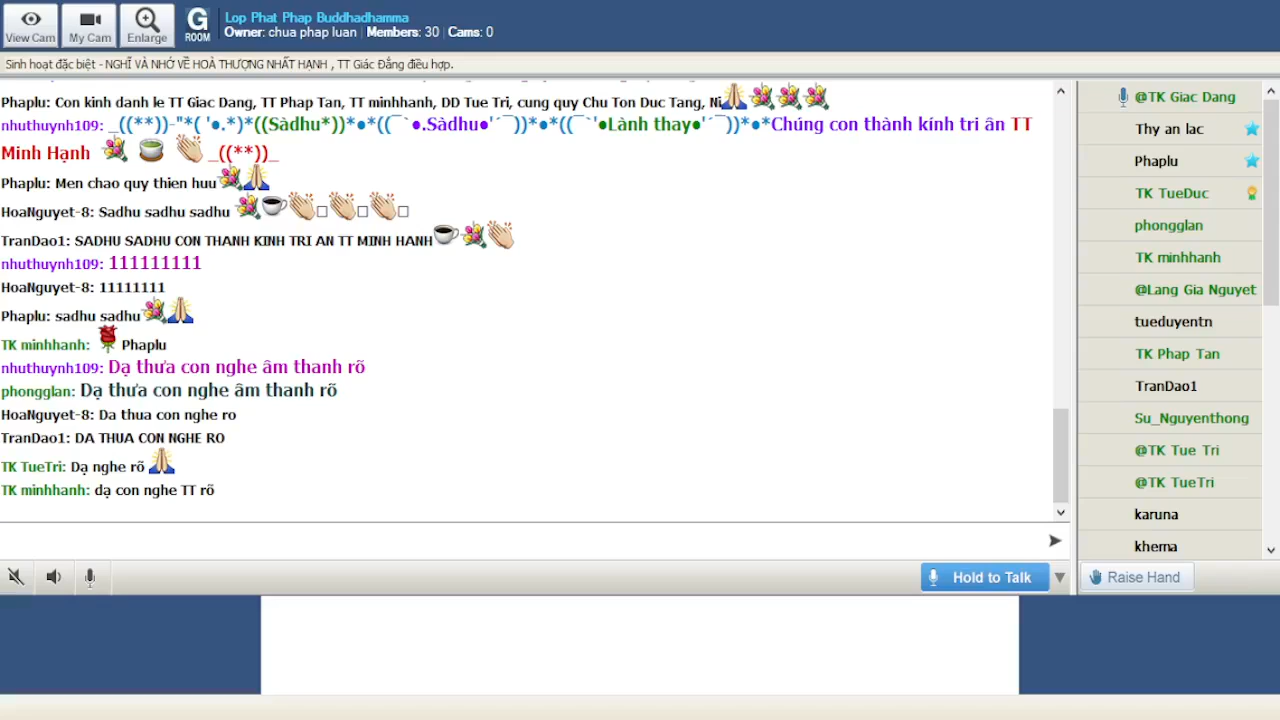 View Cam
My Cam
Enlarge
G
ROOM
Lop Phat Phap Buddhadhamma
Owner: chua phap luan | Members: 30 | Cams: 0
Sinh hoạt đặc biệt - NGHĨ VÀ NHỚ VỀ HOÀ THƯỢNG NHẤT HẠNH , TT Giác Đẳng điều hợp.
Phaplu: Con kinh danh le TT Giac Dang, TT Phap Tan, TT minhhanh, DD Tue Tri, cung quy Chu Ton Duc Tang, Ni
nhuthuynh109: _((**))-"*( '●.*)*((Sàdhu*))*●*((¯`●.Sàdhu●'´¯))*●*((¯`'●Lành thay●'´¯))*●*Chúng con thành kính tri ân TT
Minh Hạnh _((**))_
Phaplu: Men chao quy thien huu
HoaNguyet-8: Sadhu sadhu sadhu
TranDao1: SADHU SADHU CON THANH KINH TRI AN TT MINH HANH
nhuthuynh109: 111111111
HoaNguyet-8: 11111111
Phaplu: sadhu sadhu
TK minhhanh: Phaplu
nhuthuynh109: Dạ thưa con nghe âm thanh rõ
phongglan: Dạ thưa con nghe âm thanh rõ
HoaNguyet-8: Da thua con nghe ro
TranDao1: DA THUA CON NGHE RO
TK TueTri: Dạ nghe rõ
TK minhhanh: dạ con nghe TT rõ
Hold to Talk
@TK Giac Dang
Thy an lac
Phaplu
TK TueDuc
phongglan
TK minhhanh
@Lang Gia Nguyet
tueduyentn
TK Phap Tan
TranDao1
Su_Nguyenthong
@TK Tue Tri
@TK TueTri
karuna
khema
Raise Hand